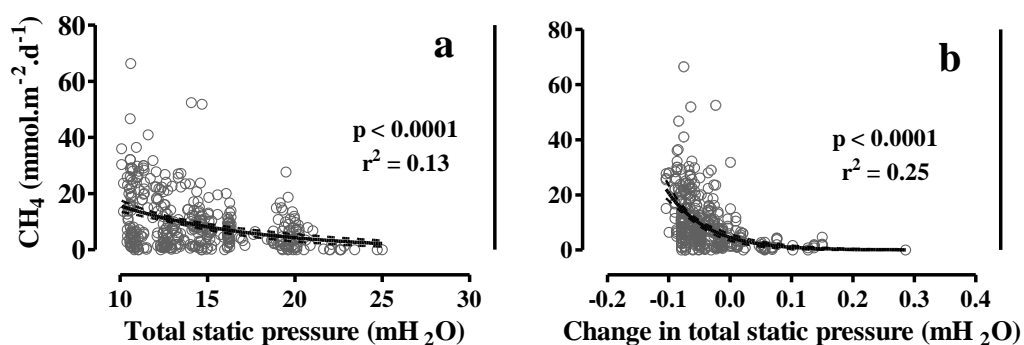 a
CH₄ (mmol.m⁻².d⁻¹)
80
60
40
20
0
p < 0.0001
r² = 0.13
10
15
20
25
30
Total static pressure (mH₂O)
b
80
60
40
20
0
p < 0.0001
r² = 0.25
-0.2
-0.1
0.0
0.1
0.2
0.3
0.4
Change in total static pressure (mH₂O)